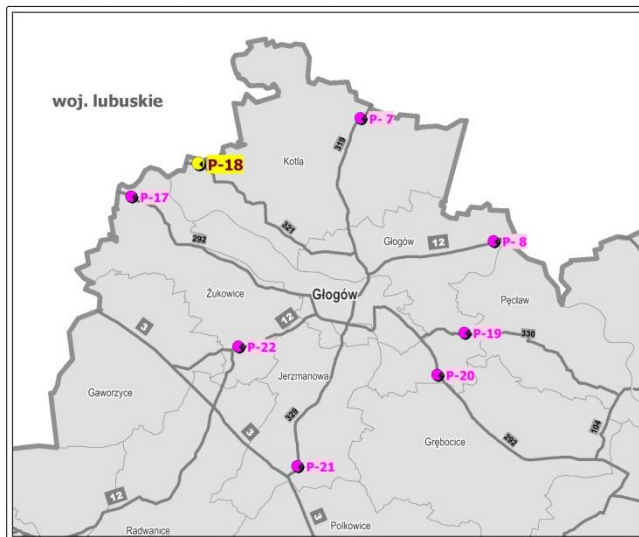 woj. lubuskie
P- 7
319
Kotla
P-18
P-17
321
292
Głogów
12
P- 8
Żukowice
Głogów
Pęcław
3
12
P-22
P-19
330
Jerzmanowa
P-20
Gaworzyce
329
104
3
Grębocice
292
P-21
12
3
Radwanice
Polkowice